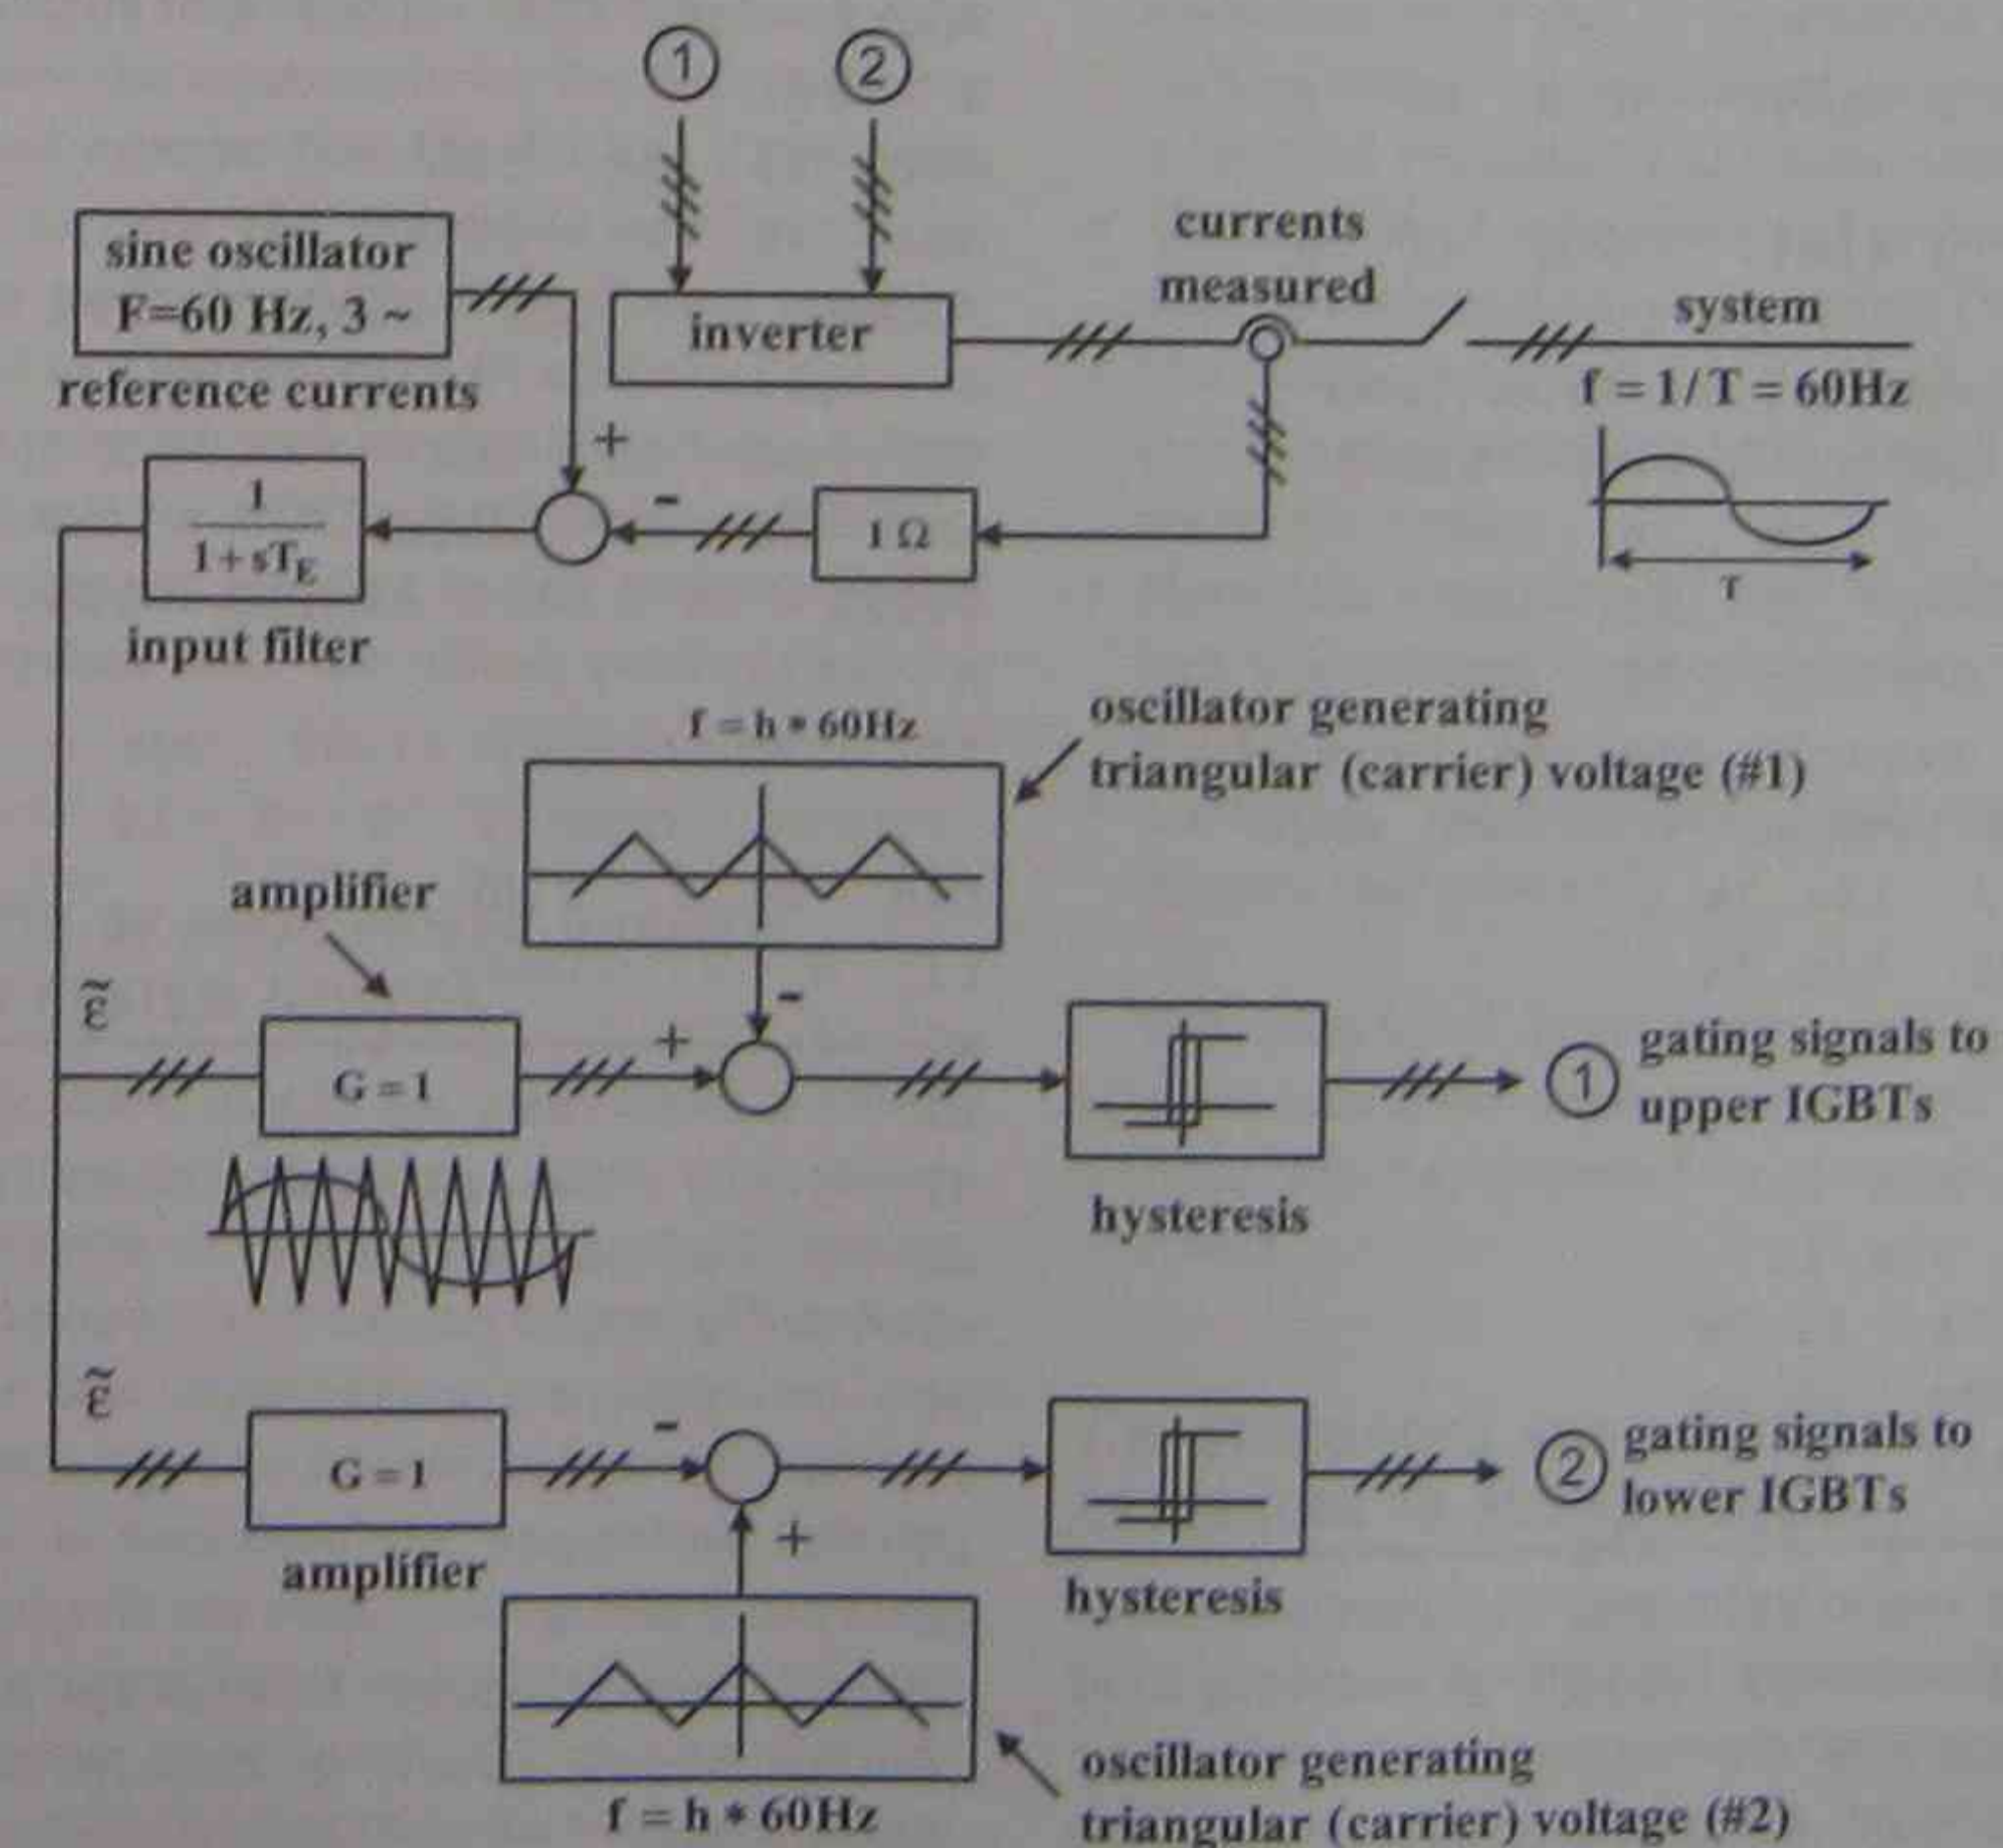 1
2
sine oscillator
F=60 Hz, 3 ~
reference currents
inverter
currents
measured
system
f = 1/T = 60Hz
T
+
-
1 Ω
1
1+sT_E
input filter
f = h * 60Hz
oscillator generating
triangular (carrier) voltage (#1)
amplifier
ε̃
G = 1
+
-
hysteresis
1
gating signals to
upper IGBTs
ε̃
G = 1
amplifier
-
+
hysteresis
2
gating signals to
lower IGBTs
f = h * 60Hz
oscillator generating
triangular (carrier) voltage (#2)